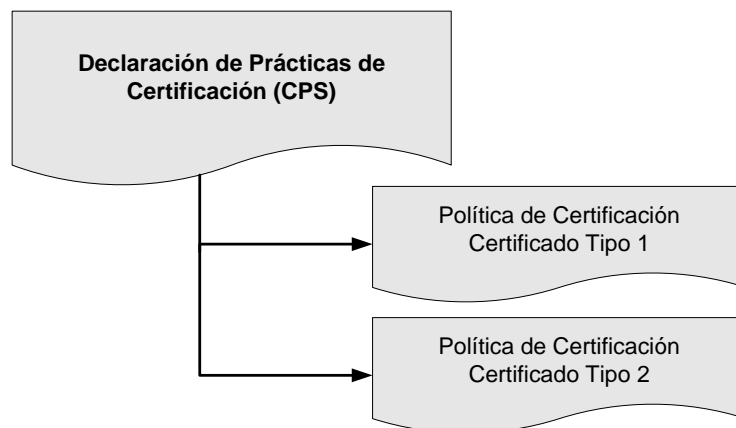 Declaración de Prácticas de
Certificación (CPS)
Política de Certificación
Certificado Tipo 1
Política de Certificación
Certificado Tipo 2